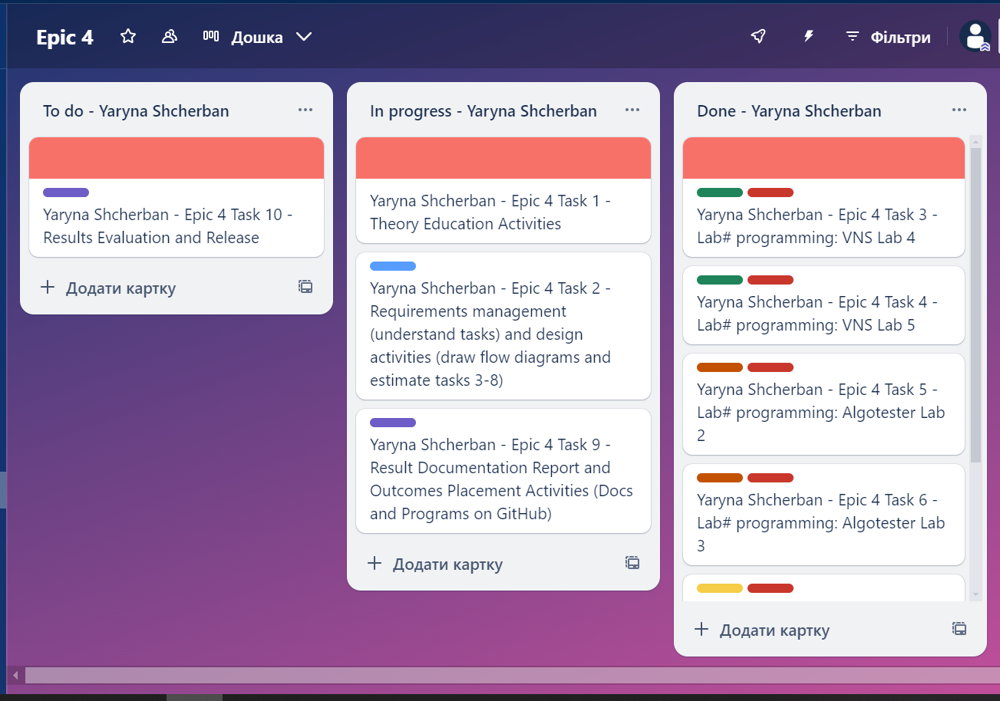 Epic 4
Дошка
Фільтри
To do - Yaryna Shcherban
Yaryna Shcherban - Epic 4 Task 10 -
Results Evaluation and Release
Додати картку
In progress - Yaryna Shcherban
Yaryna Shcherban - Epic 4 Task 1 -
Theory Education Activities
Yaryna Shcherban - Epic 4 Task 2 -
Requirements management
(understand tasks) and design
activities (draw flow diagrams and
estimate tasks 3-8)
Yaryna Shcherban - Epic 4 Task 9 -
Result Documentation Report and
Outcomes Placement Activities (Docs
and Programs on GitHub)
Додати картку
Done - Yaryna Shcherban
Yaryna Shcherban - Epic 4 Task 3 -
Lab# programming: VNS Lab 4
Yaryna Shcherban - Epic 4 Task 4 -
Lab# programming: VNS Lab 5
Yaryna Shcherban - Epic 4 Task 5 -
Lab# programming: Algotester Lab
2
Yaryna Shcherban - Epic 4 Task 6 -
Lab# programming: Algotester Lab
3
Додати картку